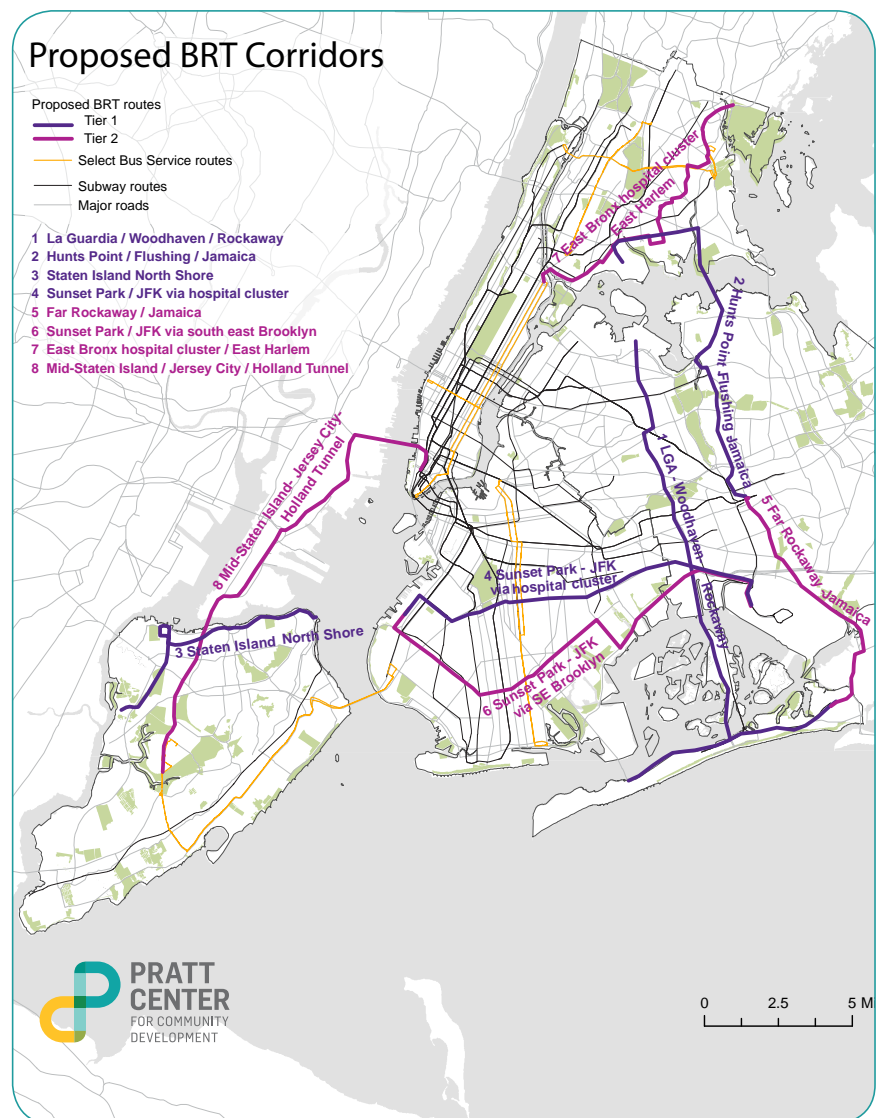 Proposed BRT Corridors
Proposed BRT routes
Tier 1
Tier 2
Select Bus Service routes
Subway routes
Major roads
1 La Guardia / Woodhaven / Rockaway
2 Hunts Point / Flushing / Jamaica
3 Staten Island North Shore
4 Sunset Park / JFK via hospital cluster
5 Far Rockaway / Jamaica
6 Sunset Park / JFK via south east Brooklyn
7 East Bronx hospital cluster / East Harlem
8 Mid-Staten Island / Jersey City / Holland Tunnel
7 East Bronx hospital cluster
East Harlem
2 Hunts Point Flushing Jamaica
1 LGA - Woodhaven
Rockaway
5 Far Rockaway Jamaica
8 Mid-Staten Island- Jersey City-
Holland Tunnel
4 Sunset Park - JFK
via hospital cluster
3 Staten Island North Shore
6 Sunset Park - JFK
via SE Brooklyn
PRATT
CENTER
FOR COMMUNITY
DEVELOPMENT
0 2.5 5 M